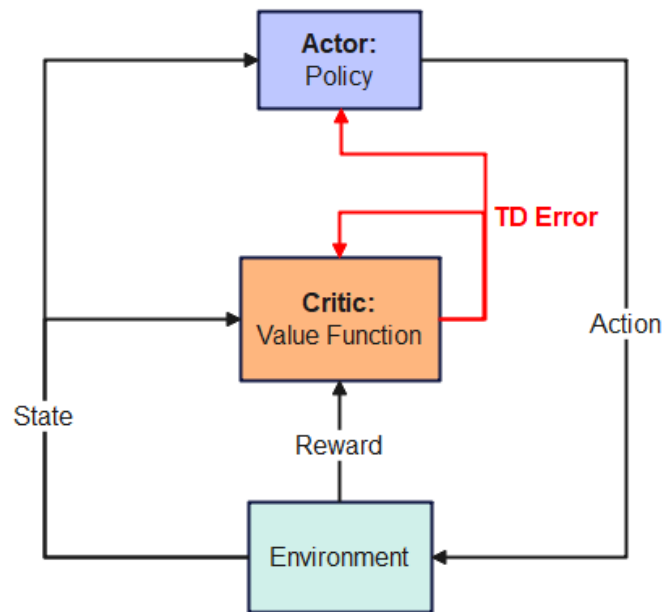 Actor:
Policy
TD Error
Critic:
Value Function
Action
State
Reward
Environment